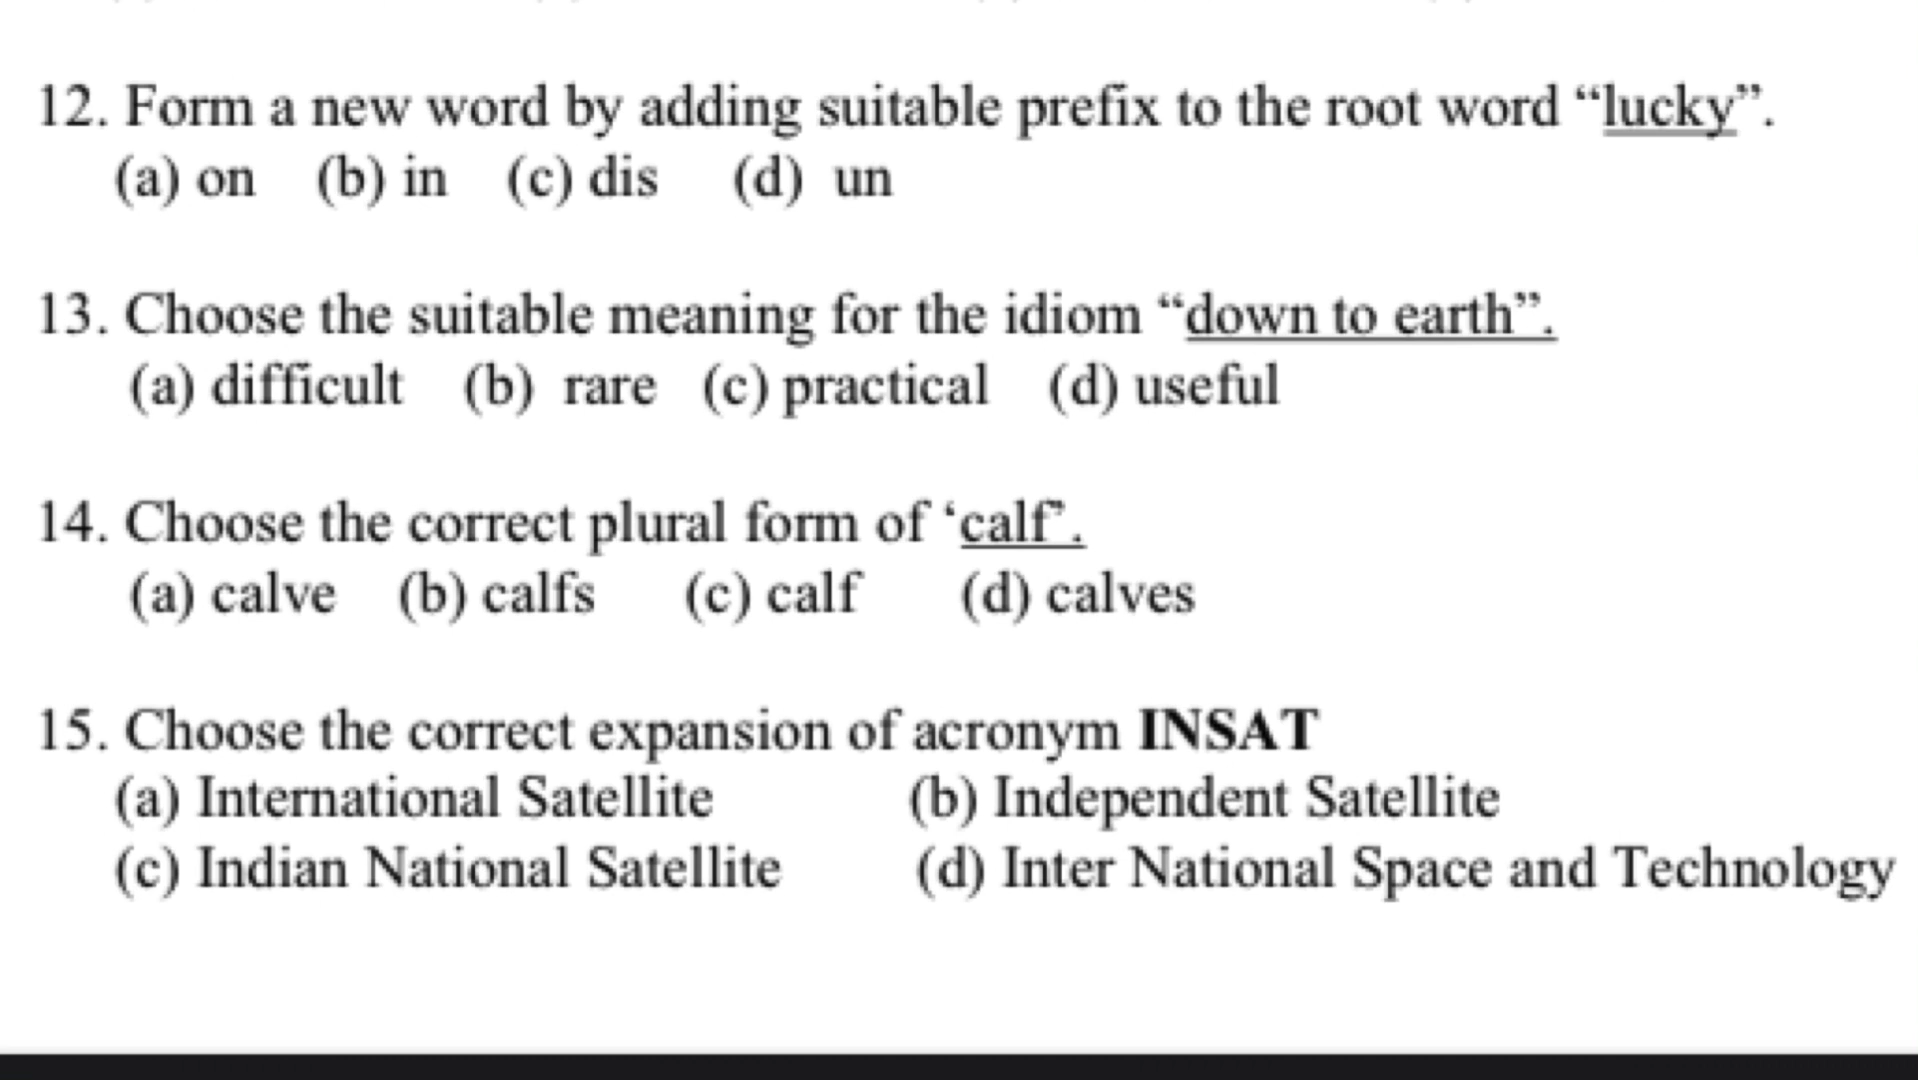 12. Form a new word by adding suitable prefix to the root word “lucky”.
(a) on (b) in (c) dis (d) un
13. Choose the suitable meaning for the idiom “down to earth”.
(a) difficult (b) rare (c) practical (d) useful
14. Choose the correct plural form of ‘calf’.
(a) calve (b) calfs (c) calf (d) calves
15. Choose the correct expansion of acronym INSAT
(a) International Satellite (b) Independent Satellite
(c) Indian National Satellite (d) Inter National Space and Technology